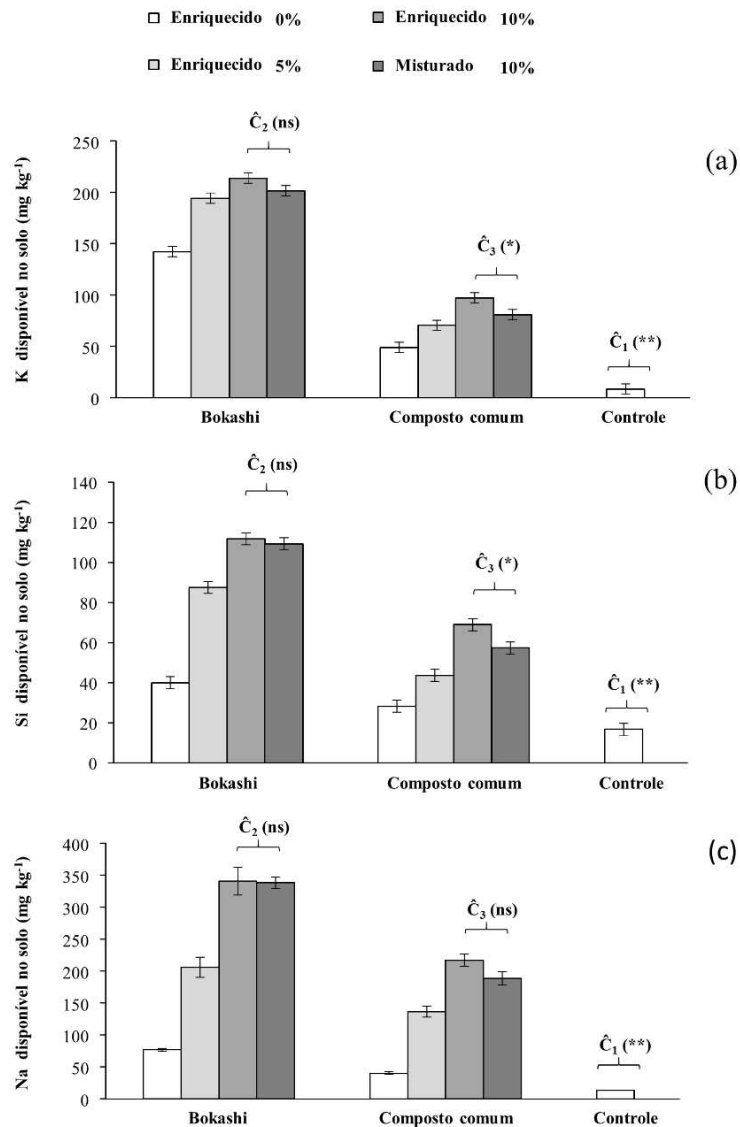 Enriquecido 0%
Enriquecido 10%
Enriquecido 5%
Misturado 10%
(a)
K disponível no solo (mg kg⁻¹)
250
200
150
100
50
0
Ĉ₂ (ns)
Ĉ₃ (*)
Ĉ₁ (**)
Bokashi
Composto comum
Controle
(b)
Si disponível no solo (mg kg⁻¹)
140
120
100
80
60
40
20
0
Ĉ₂ (ns)
Ĉ₃ (*)
Ĉ₁ (**)
Bokashi
Composto comum
Controle
(c)
Na disponível no solo (mg kg⁻¹)
400
350
300
250
200
150
100
50
0
Ĉ₂ (ns)
Ĉ₃ (ns)
Ĉ₁ (**)
Bokashi
Composto comum
Controle